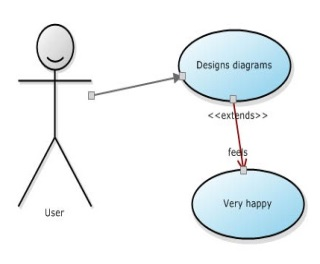 Designs diagrams
<<extends>>
feels
Very happy
User